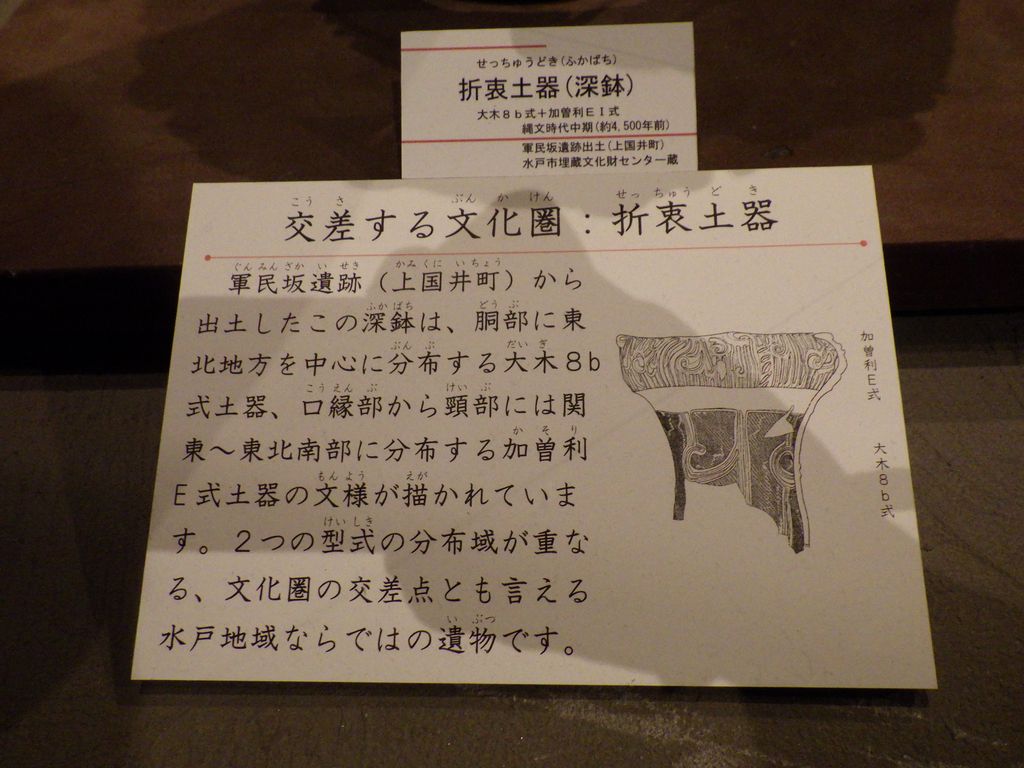 せっちゅうどき(ふかばち)
折衷土器(深鉢)
大木8b式+加曽利EⅠ式
縄文時代中期(約4,500年前)
軍民坂遺跡出土(上国井町)
水戸市埋蔵文化財センター蔵
こうさ ぶんかけん せっちゅうどき
交差する文化圏:折衷土器
ぐんみんざか いせき かみくにいちょう
軍民坂遺跡(上国井町)から
ふかばち どうぶ
出土したこの深鉢は、胴部に東
ぶんぷ だいぎ
北地方を中心に分布する大木8b
こうえんぶ けいぶ
式土器、口縁部から頸部には関
かそり
東~東北南部に分布する加曽利
もんよう えが
E式土器の文様が描かれていま
けいしき
す。2つの型式の分布域が重な
る、文化圏の交差点とも言える
いぶつ
水戸地域ならではの遺物です。
加曽利E式
大木8b式